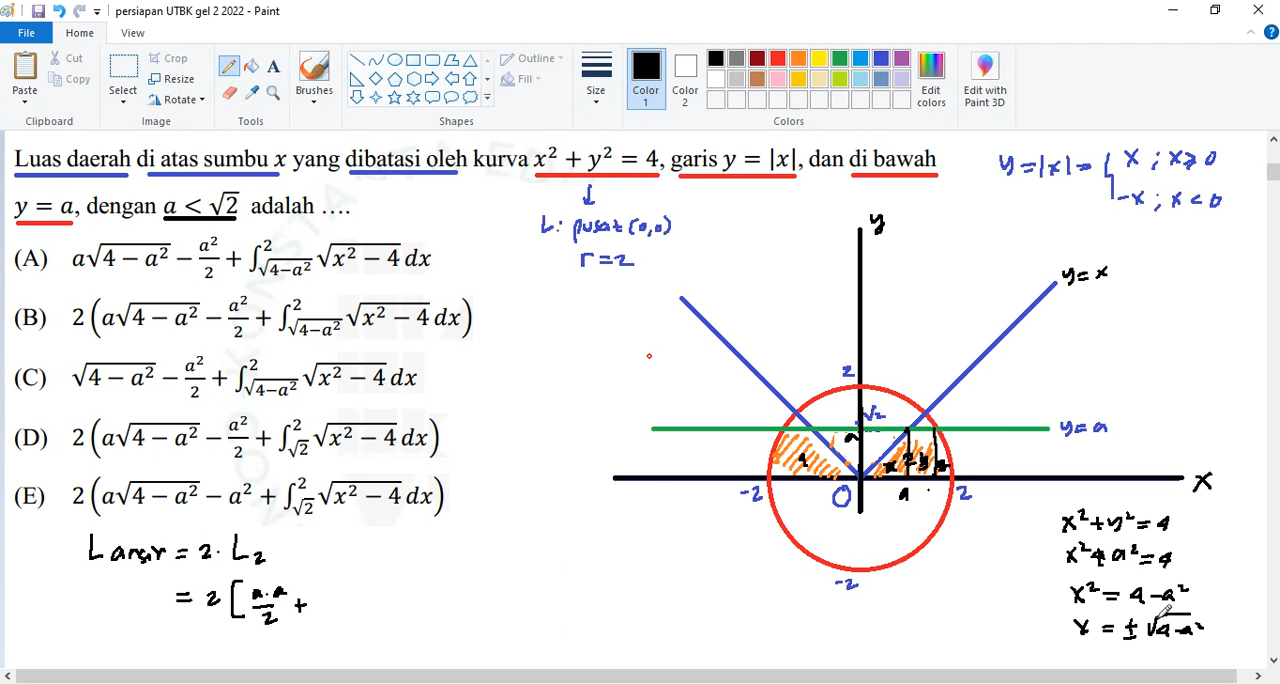 persiapan UTBK gel 2 2022 - Paint
File Home View
Paste
Cut
Copy
Clipboard
Select
Crop
Resize
Rotate
Image
A
Tools
Brushes
Outline
Fill
Shapes
Size
Color 1
Color 2
Edit colors
Colors
Edit with Paint 3D
Luas daerah di atas sumbu x yang dibatasi oleh kurva x² + y² = 4, garis y = |x|, dan di bawah
y = a, dengan a < √2 adalah ….
(A) a√(4 − a²) − a²/2 + ∫_{√(4−a²)}^{2} √(x² − 4) dx
(B) 2(a√(4 − a²) − a²/2 + ∫_{√(4−a²)}^{2} √(x² − 4) dx)
(C) √(4 − a²) − a²/2 + ∫_{√(4−a²)}^{2} √(x² − 4) dx
(D) 2(a√(4 − a²) − a²/2 + ∫_{√2}^{2} √(x² − 4) dx)
(E) 2(a√(4 − a²) − a² + ∫_{√2}^{2} √(x² − 4) dx)
L arsir = 2 · L₂
= 2 [ a·a/2 +
L: pusat (0,0)
r = 2
y = |x| = { x ; x ≥ 0
-x ; x < 0
y
y = x
2
√2
y = a
a
1
2
-2
O
a
2
X
-2
x² + y² = 4
x² + a² = 4
x² = 4 - a²
x = ± √(4-a²)